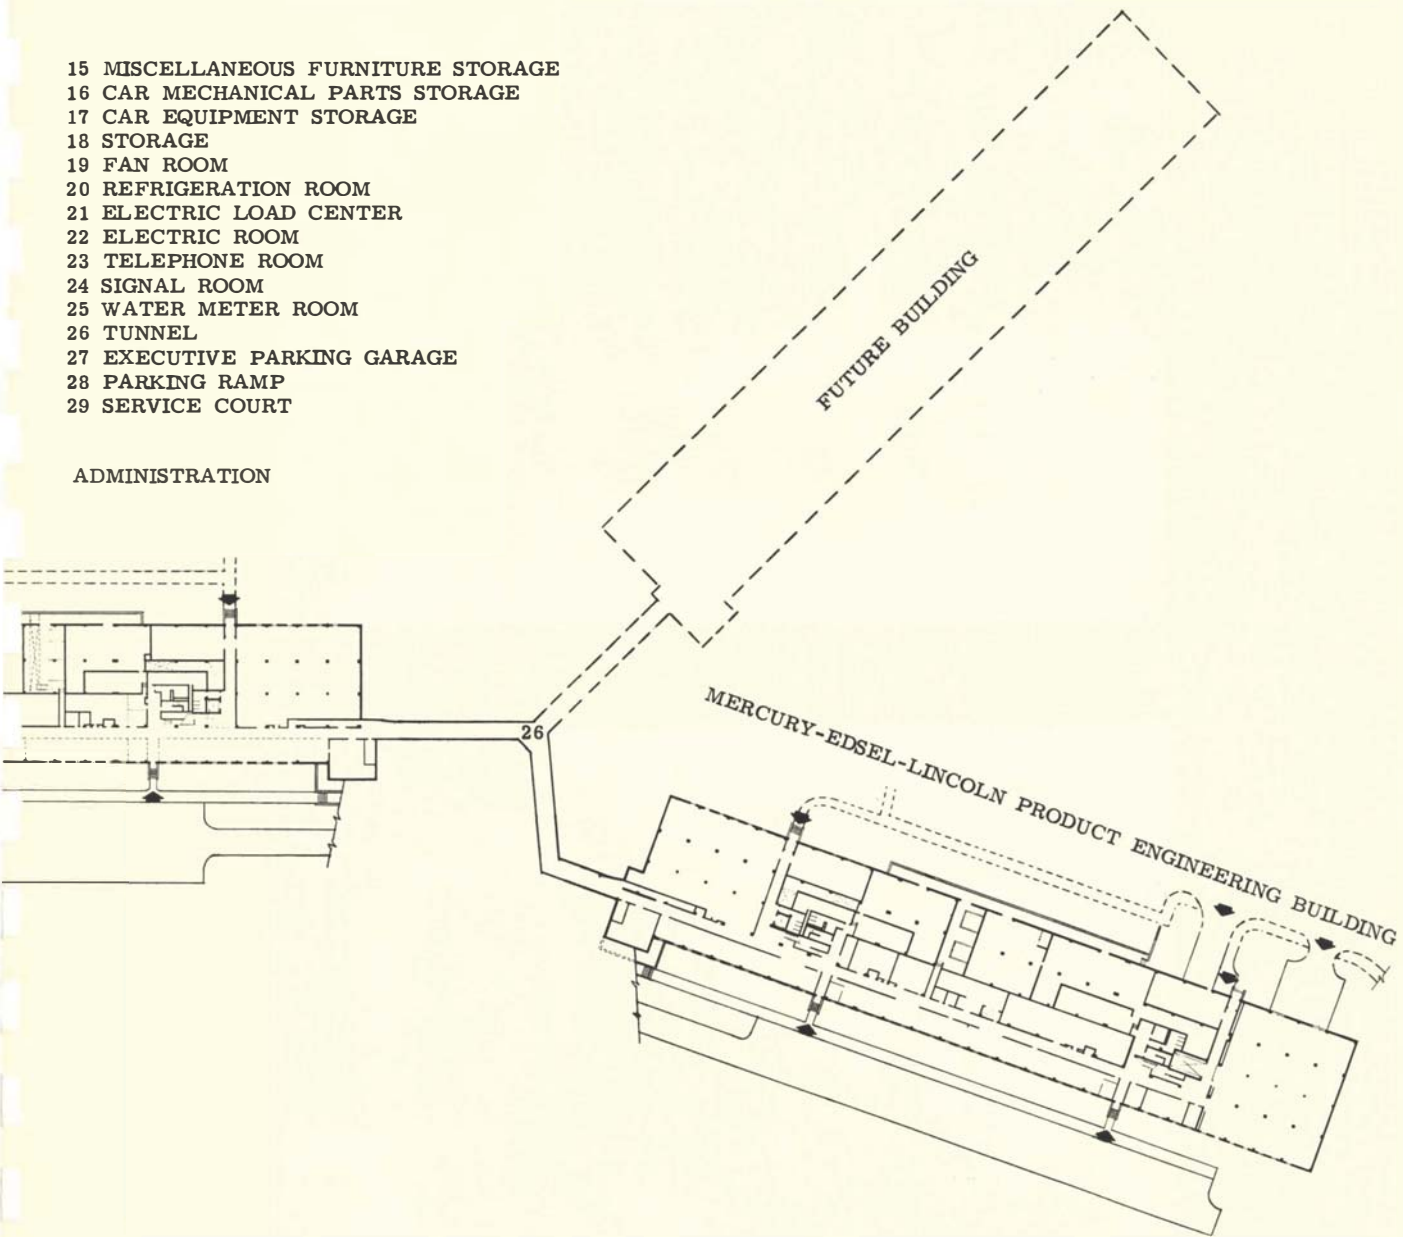 15 MISCELLANEOUS FURNITURE STORAGE
16 CAR MECHANICAL PARTS STORAGE
17 CAR EQUIPMENT STORAGE
18 STORAGE
19 FAN ROOM
20 REFRIGERATION ROOM
21 ELECTRIC LOAD CENTER
22 ELECTRIC ROOM
23 TELEPHONE ROOM
24 SIGNAL ROOM
25 WATER METER ROOM
26 TUNNEL
27 EXECUTIVE PARKING GARAGE
28 PARKING RAMP
29 SERVICE COURT
ADMINISTRATION
FUTURE BUILDING
26
MERCURY-EDSEL-LINCOLN PRODUCT ENGINEERING BUILDING